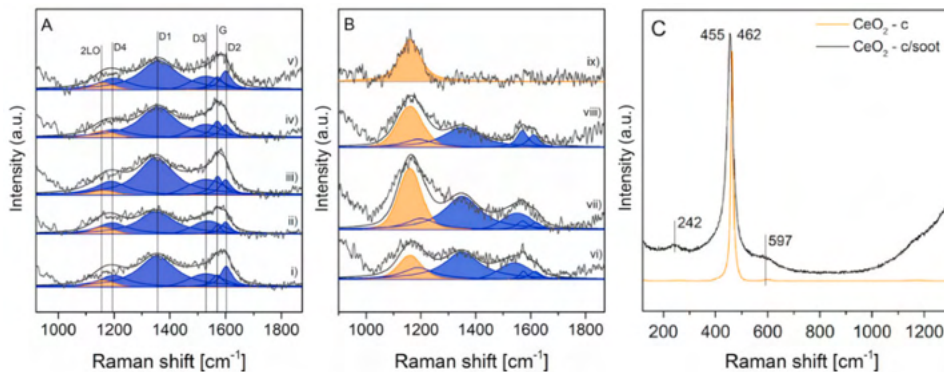 A
2LO D4 D1 D3 G D2
v)
iv)
iii)
ii)
i)
Intensity (a.u.)
1000 1200 1400 1600 1800
Raman shift [cm⁻¹]
B
ix)
viii)
vii)
vi)
Intensity (a.u.)
1000 1200 1400 1600 1800
Raman shift [cm⁻¹]
C
455 462
CeO₂ - c
CeO₂ - c/soot
242
597
Intensity (a.u.)
200 400 600 800 1000 1200
Raman shift [cm⁻¹]